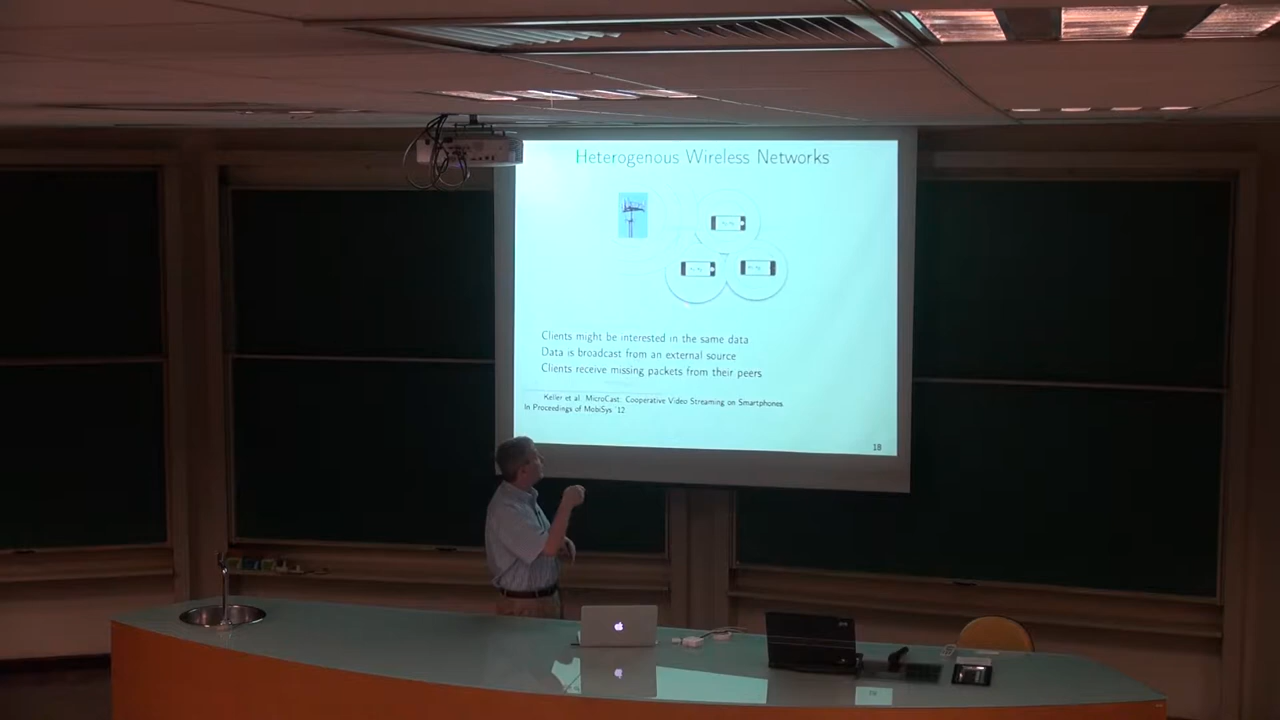 Heterogenous Wireless Networks
Clients might be interested in the same data
Data is broadcast from an external source
Clients receive missing packets from their peers
Keller et al. MicroCast: Cooperative Video Streaming on Smartphones
In Procendings of MobiSys '12
18